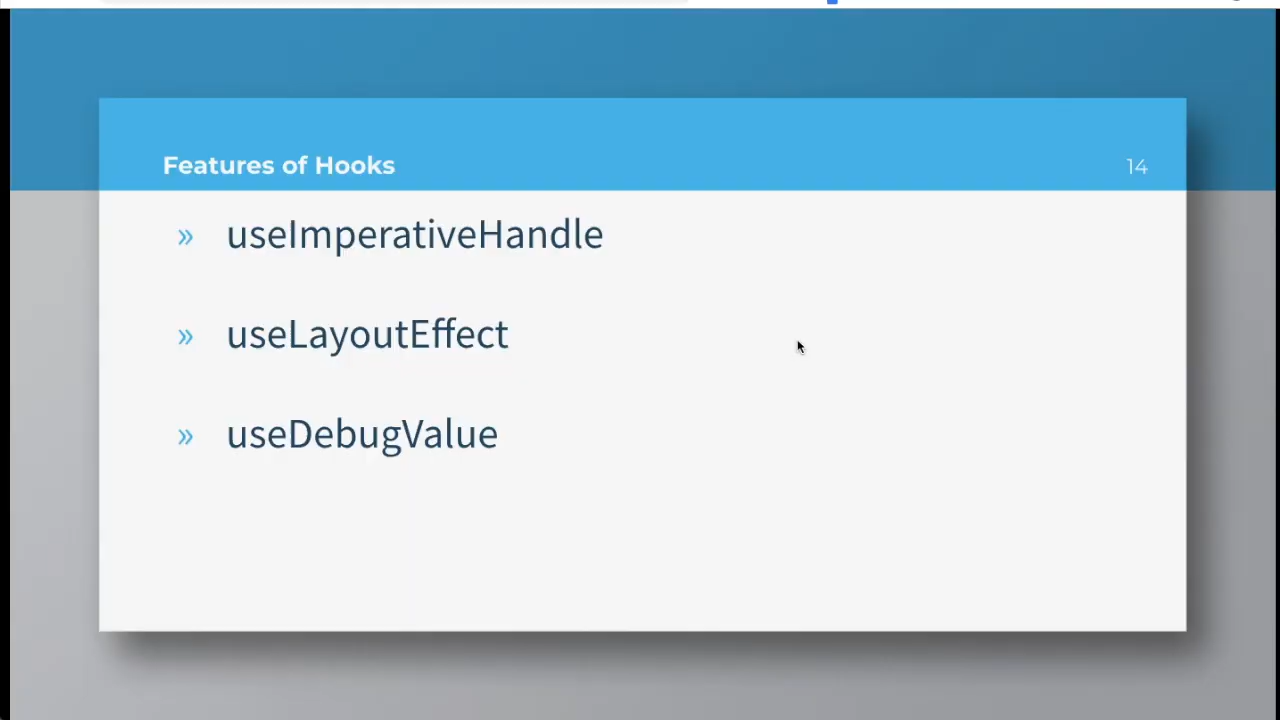 Features of Hooks
14
» useImperativeHandle
» useLayoutEffect
» useDebugValue